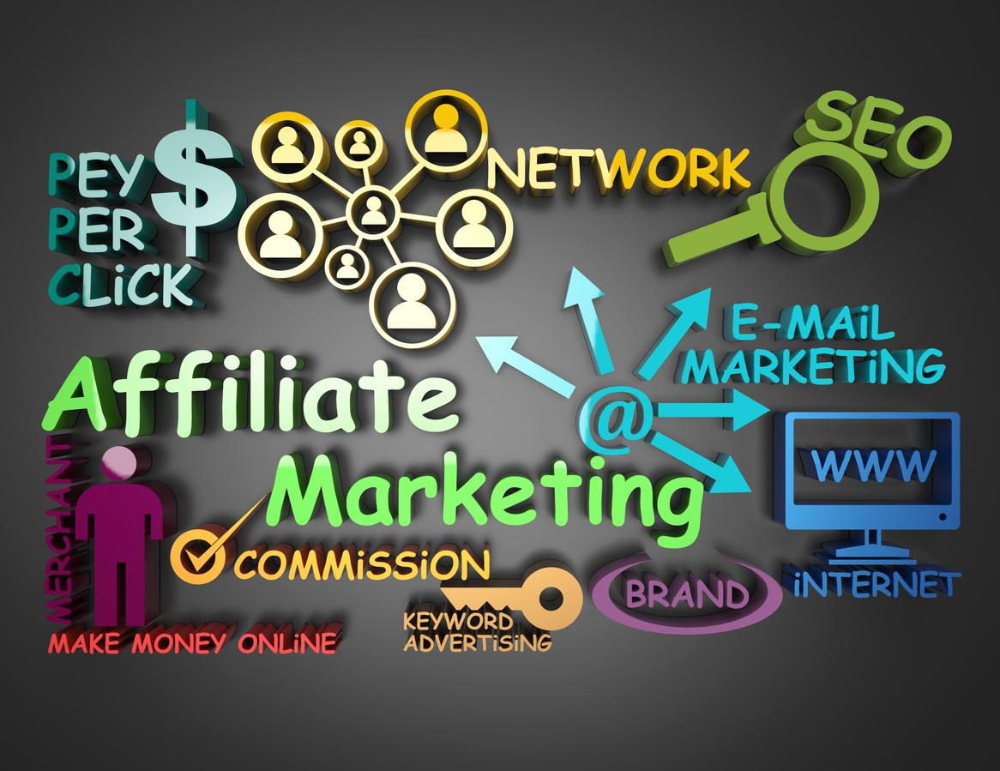 PEY
PER
CLiCK
$
NETWORK
SEO
E-MAiL
MARKETiNG
@
Affiliate
Marketing
WWW
iNTERNET
MERCHANT
COMMiSSiON
KEYWORD
ADVERTiSiNG
BRAND
MAKE MONEY ONLiNE